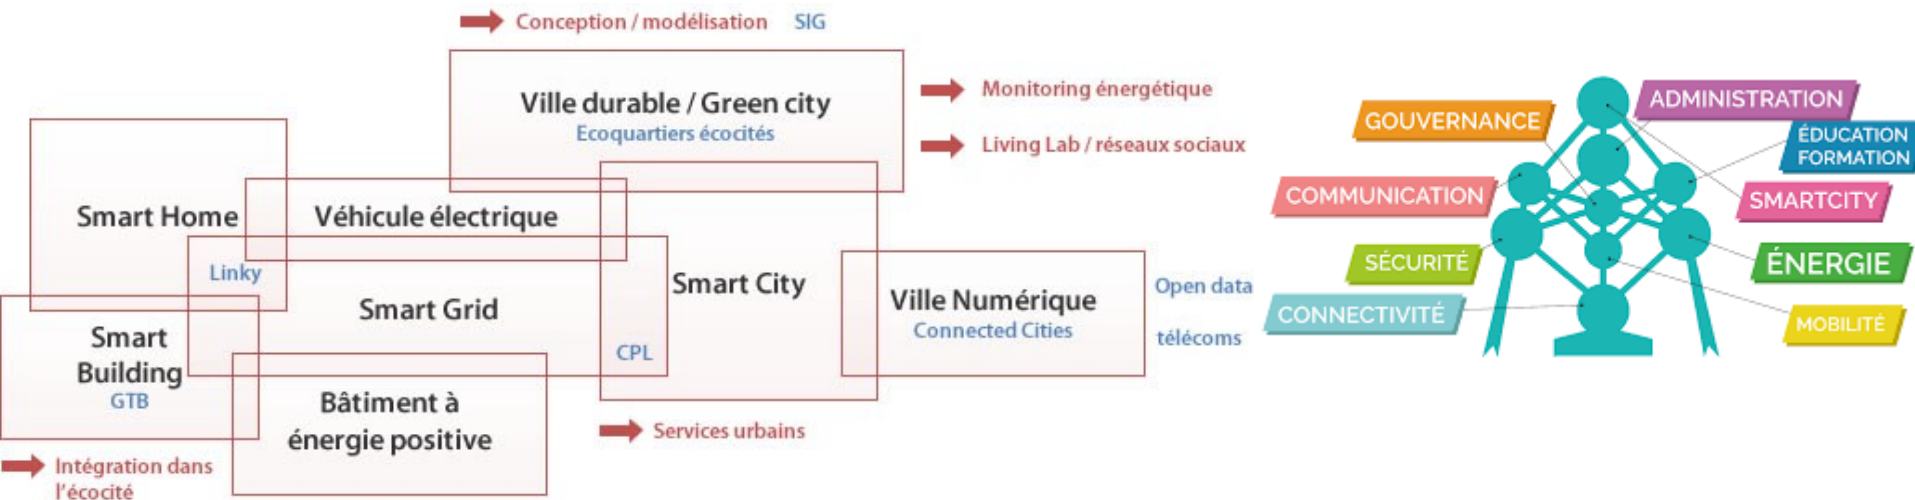 Conception / modélisation SIG
Ville durable / Green city
Ecoquartiers écocités
Monitoring énergétique
Living Lab / réseaux sociaux
Smart Home
Véhicule électrique
Linky
Smart Grid
CPL
Smart City
Ville Numérique
Connected Cities
Open data
télécoms
Smart
Building
GTB
Bâtiment à
énergie positive
Services urbains
Intégration dans
l'écocité
GOUVERNANCE
ADMINISTRATION
ÉDUCATION
FORMATION
COMMUNICATION
SMARTCITY
SÉCURITÉ
ÉNERGIE
CONNECTIVITÉ
MOBILITÉ